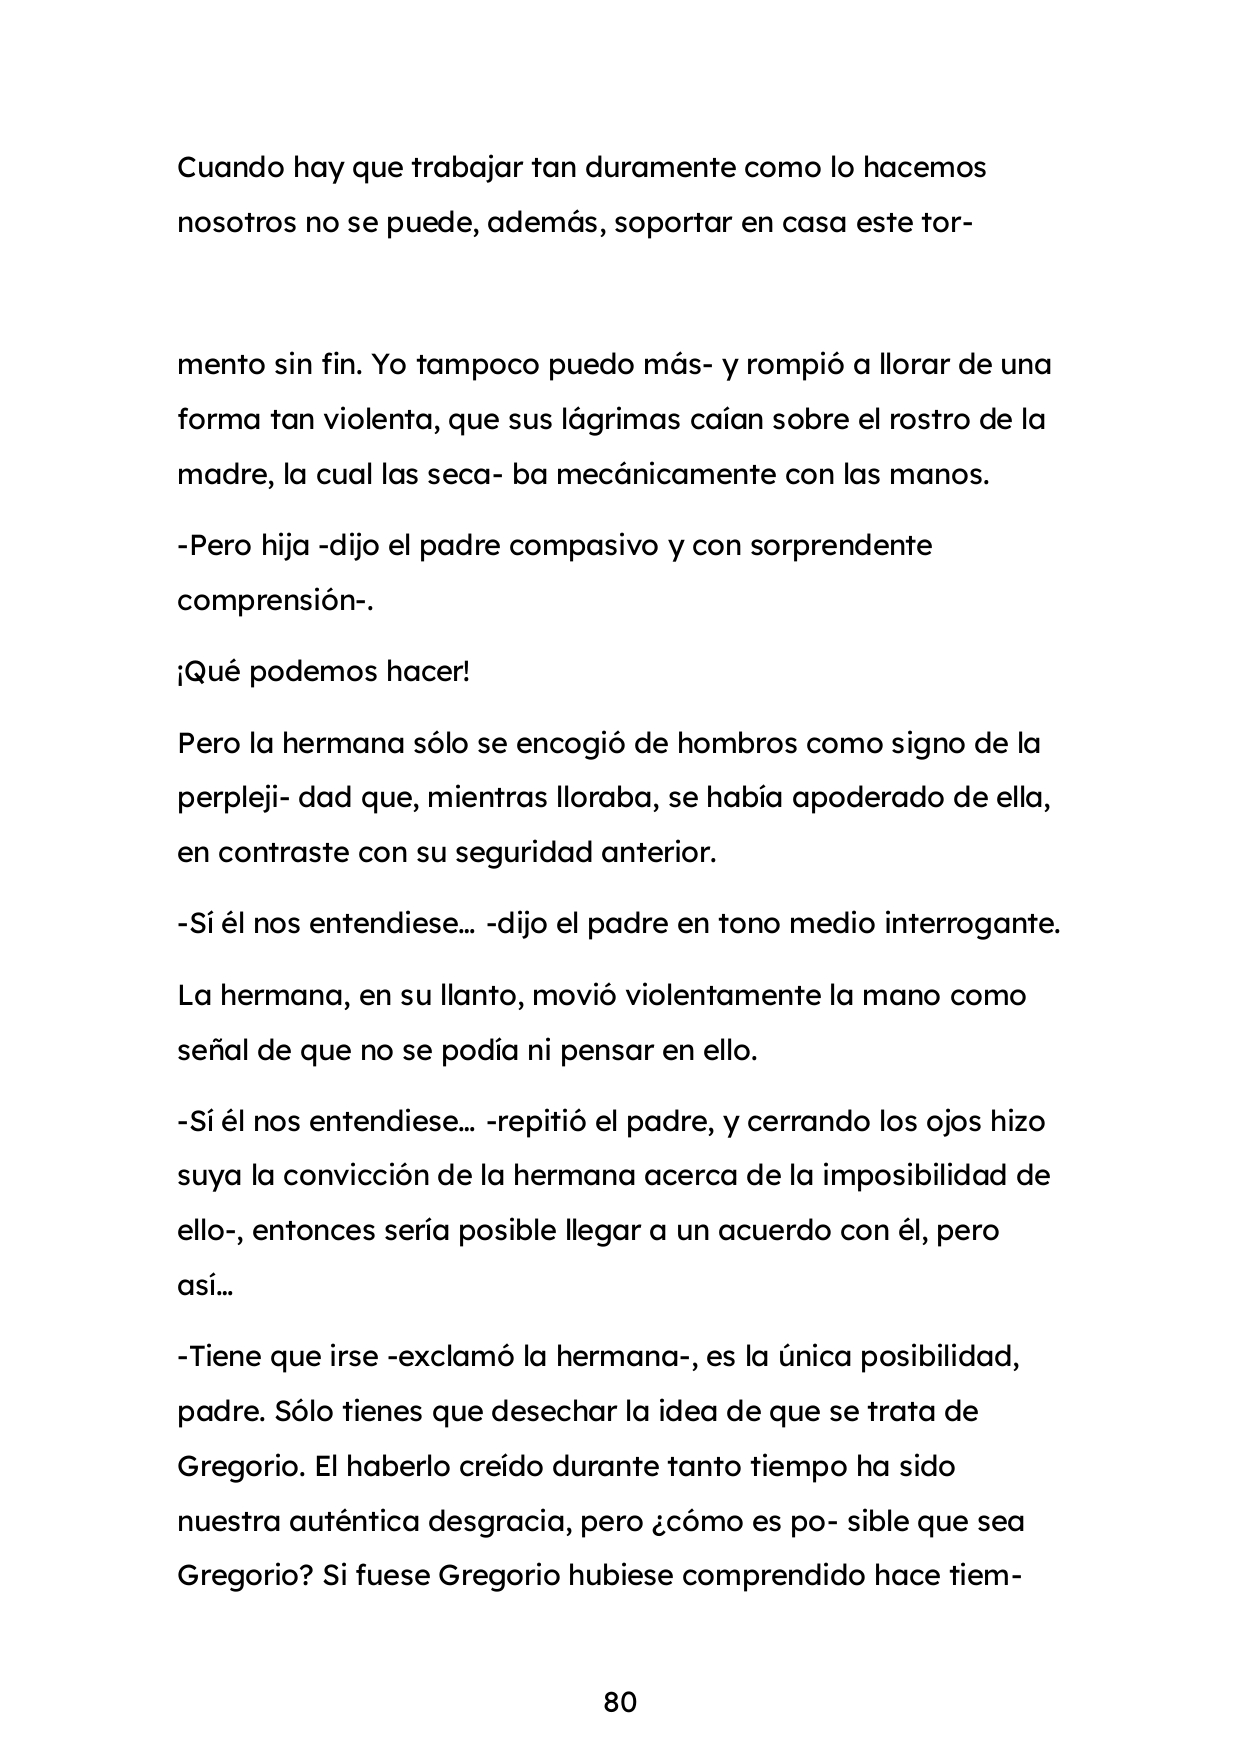 Cuando hay que trabajar tan duramente como lo hacemos
nosotros no se puede, además, soportar en casa este tor-
mento sin fin. Yo tampoco puedo más- y rompió a llorar de una
forma tan violenta, que sus lágrimas caían sobre el rostro de la
madre, la cual las seca- ba mecánicamente con las manos.
-Pero hija -dijo el padre compasivo y con sorprendente
comprensión-.
¡Qué podemos hacer!
Pero la hermana sólo se encogió de hombros como signo de la
perpleji- dad que, mientras lloraba, se había apoderado de ella,
en contraste con su seguridad anterior.
-Sí él nos entendiese... -dijo el padre en tono medio interrogante.
La hermana, en su llanto, movió violentamente la mano como
señal de que no se podía ni pensar en ello.
-Sí él nos entendiese... -repitió el padre, y cerrando los ojos hizo
suya la convicción de la hermana acerca de la imposibilidad de
ello-, entonces sería posible llegar a un acuerdo con él, pero
así...
-Tiene que irse -exclamó la hermana-, es la única posibilidad,
padre. Sólo tienes que desechar la idea de que se trata de
Gregorio. El haberlo creído durante tanto tiempo ha sido
nuestra auténtica desgracia, pero ¿cómo es po- sible que sea
Gregorio? Si fuese Gregorio hubiese comprendido hace tiem-
80